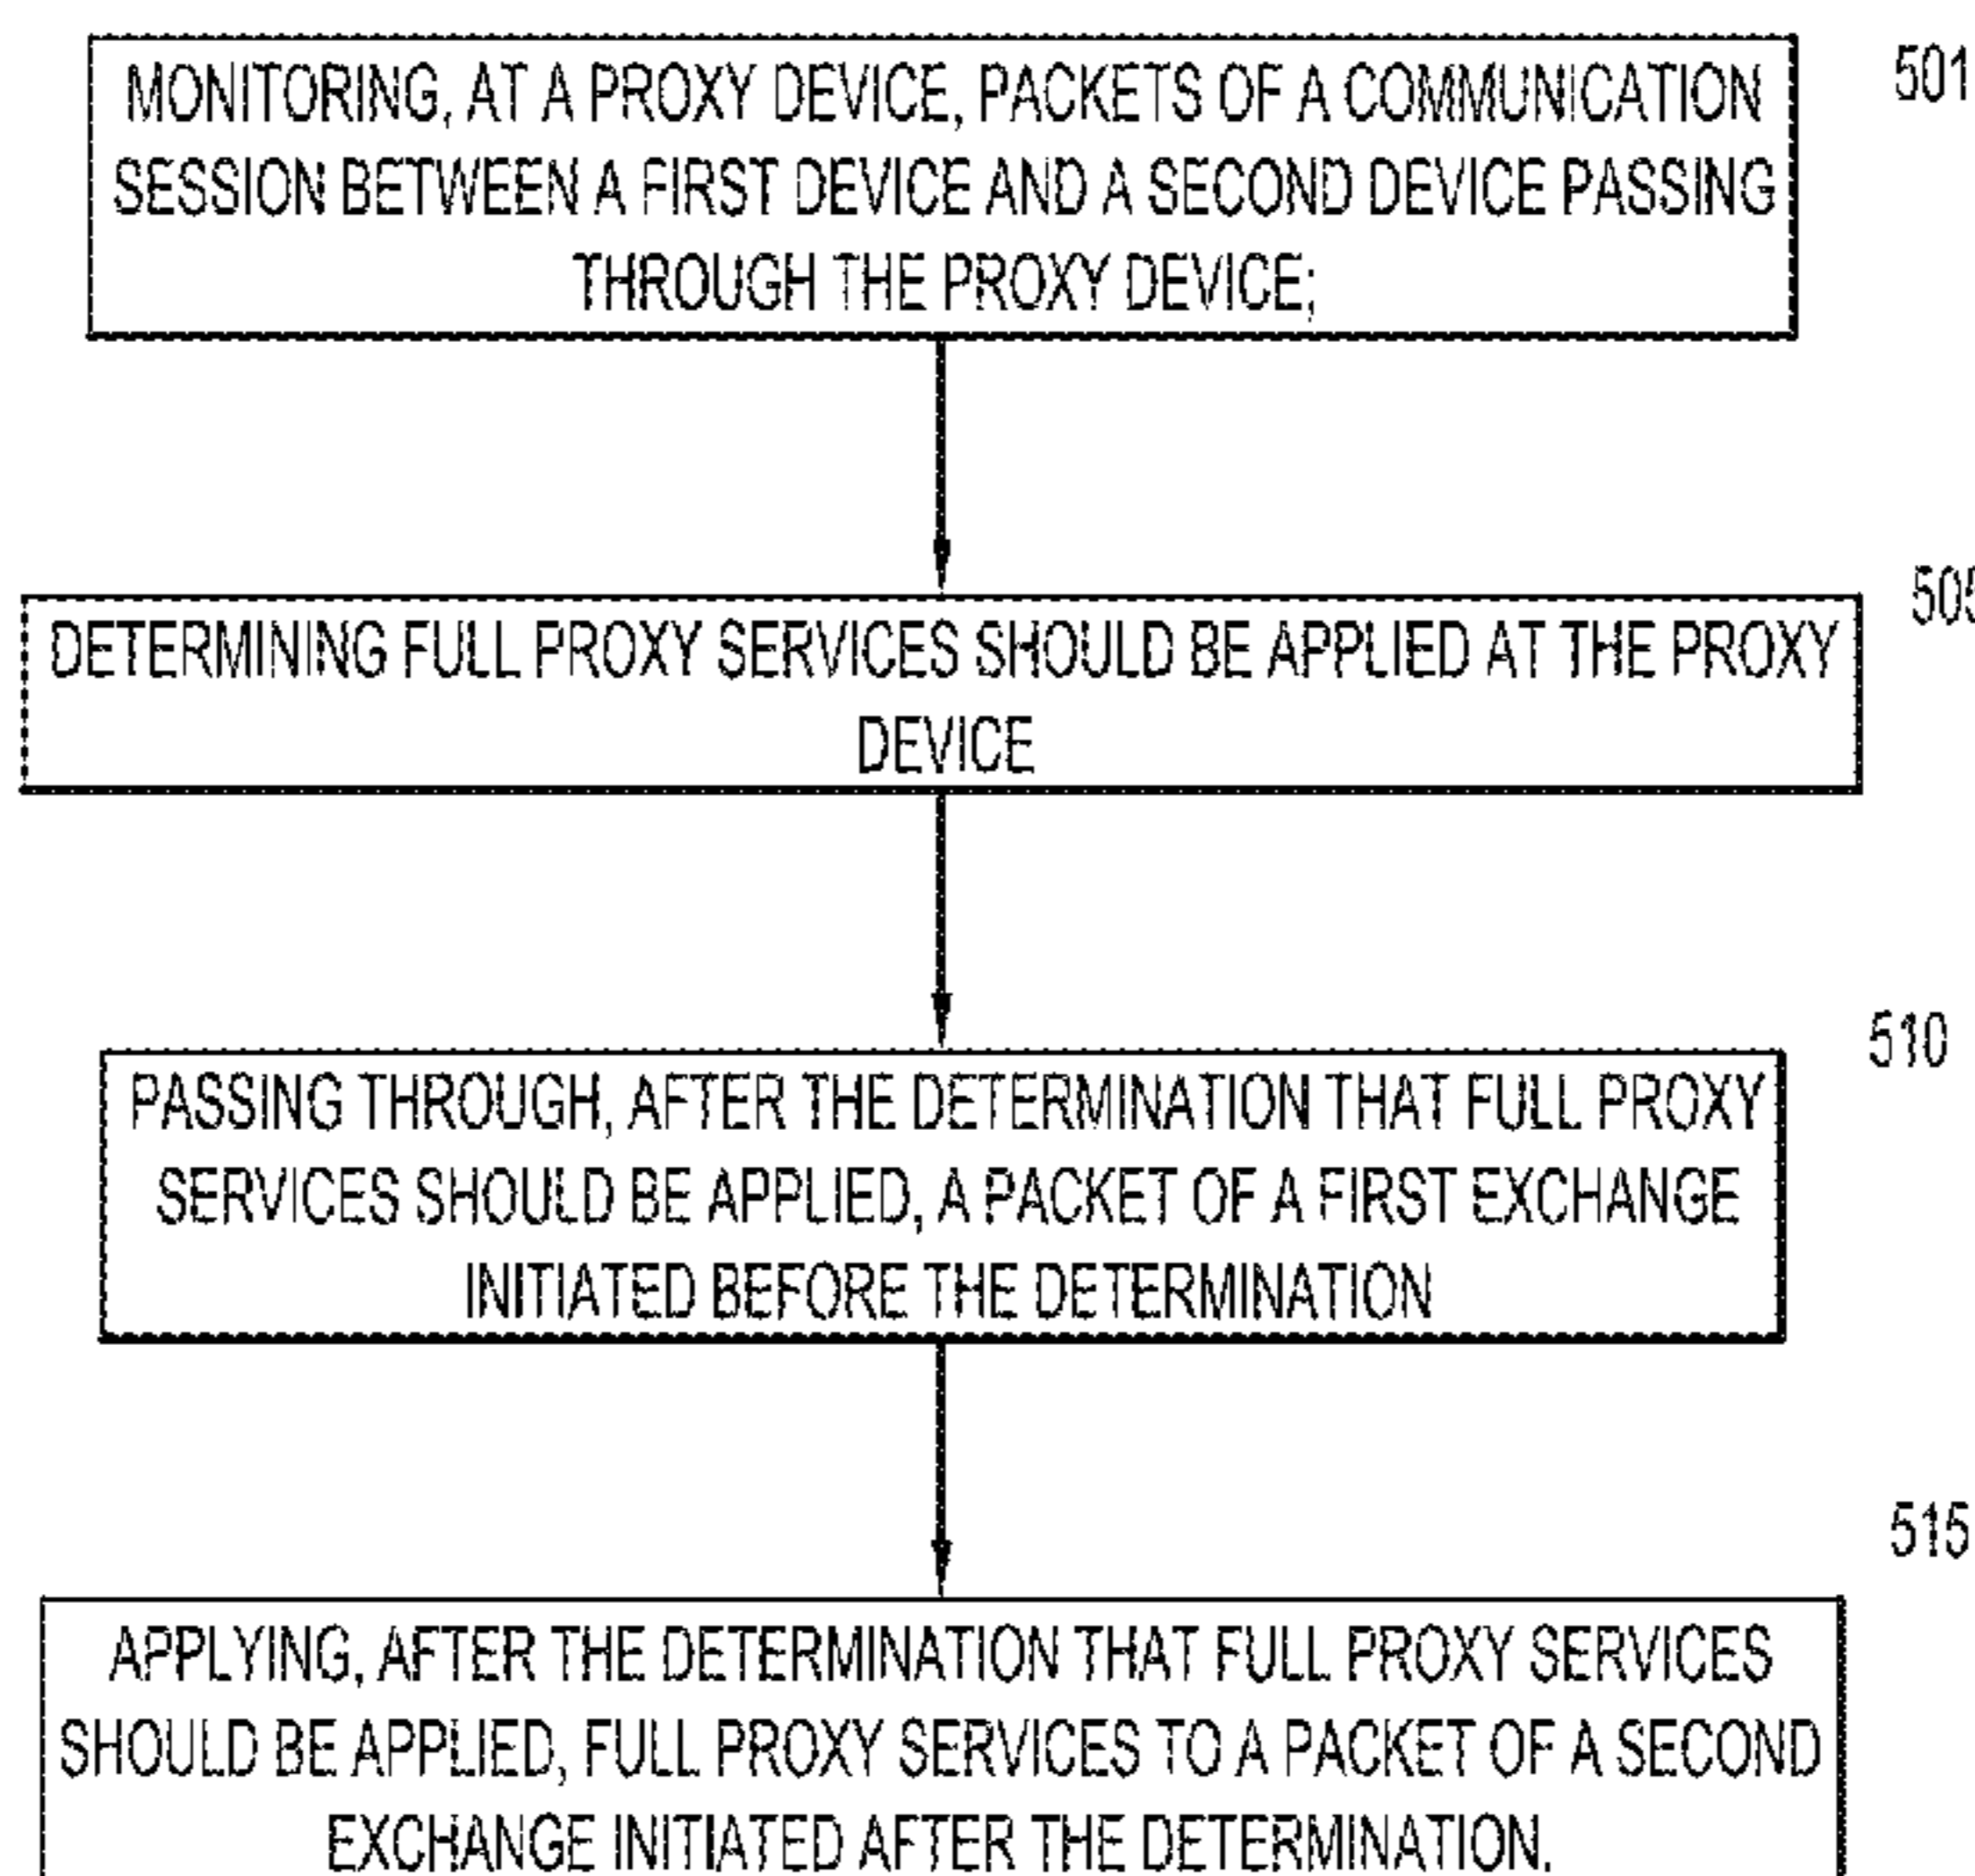 MONITORING, AT A PROXY DEVICE, PACKETS OF A COMMUNICATION
SESSION BETWEEN A FIRST DEVICE AND A SECOND DEVICE PASSING
THROUGH THE PROXY DEVICE;
501
DETERMINING FULL PROXY SERVICES SHOULD BE APPLIED AT THE PROXY
DEVICE
505
PASSING THROUGH, AFTER THE DETERMINATION THAT FULL PROXY
SERVICES SHOULD BE APPLIED, A PACKET OF A FIRST EXCHANGE
INITIATED BEFORE THE DETERMINATION
510
APPLYING, AFTER THE DETERMINATION THAT FULL PROXY SERVICES
SHOULD BE APPLIED, FULL PROXY SERVICES TO A PACKET OF A SECOND
EXCHANGE INITIATED AFTER THE DETERMINATION.
515